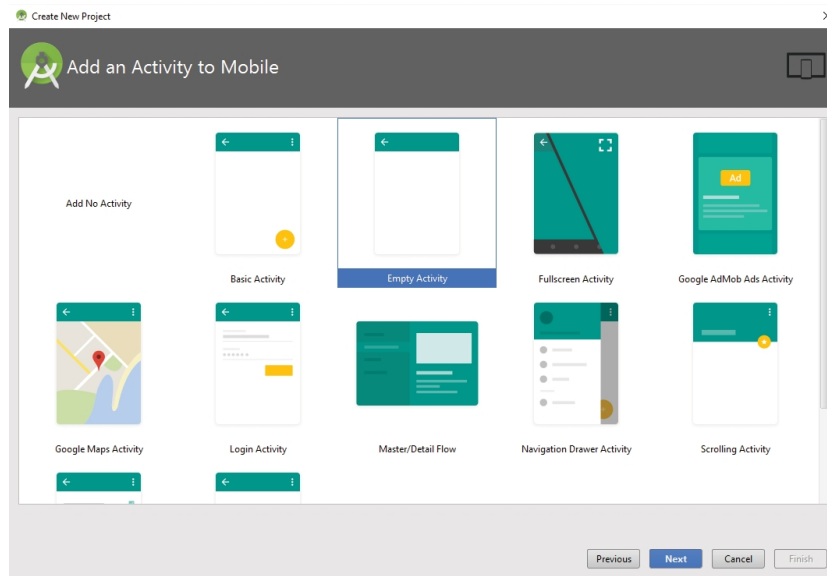 Create New Project
Add an Activity to Mobile
Add No Activity
Basic Activity
Empty Activity
Fullscreen Activity
Ad
Google AdMob Ads Activity
Google Maps Activity
Login Activity
Master/Detail Flow
Navigation Drawer Activity
Scrolling Activity
Previous
Next
Cancel
Finish